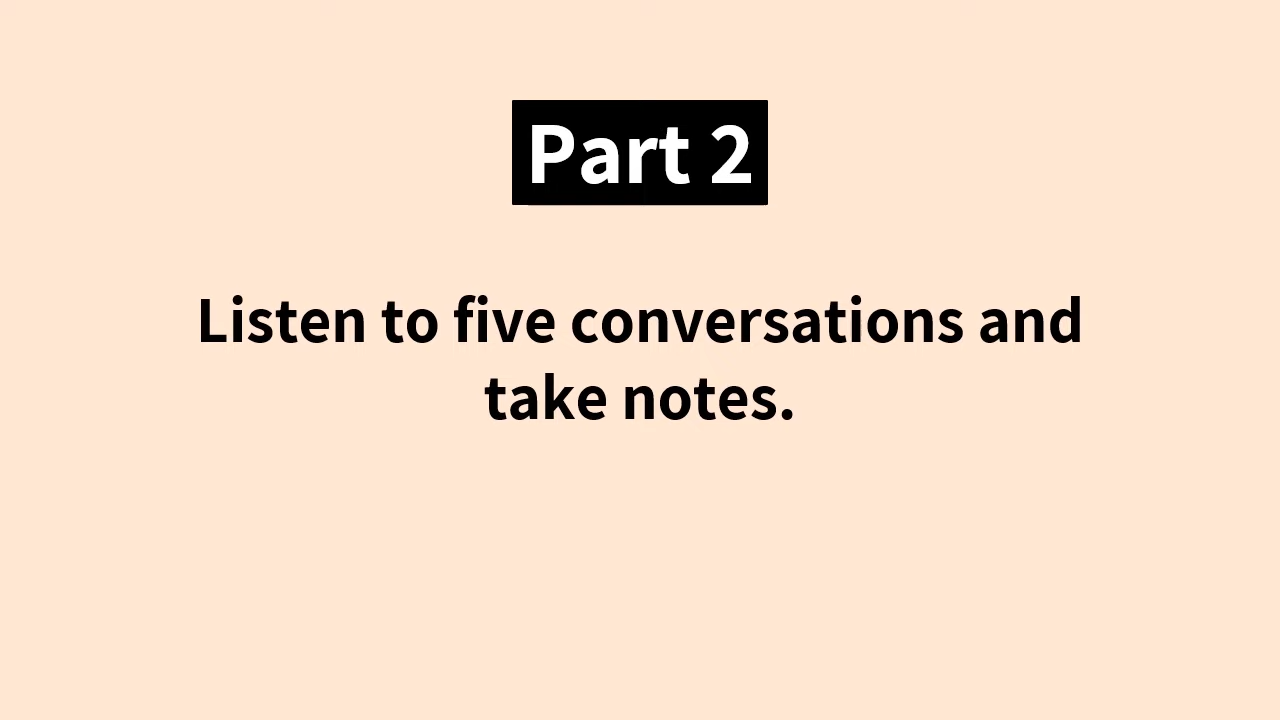 Part 2
Listen to five conversations and
take notes.